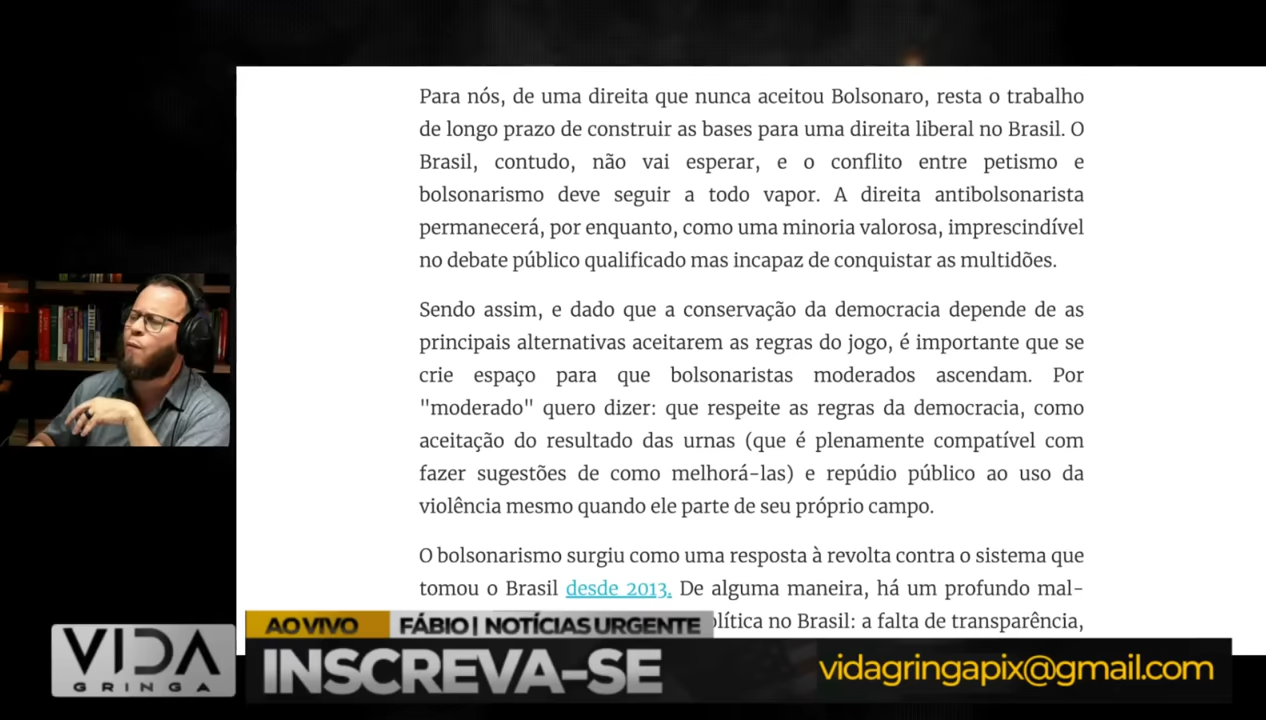 Para nós, de uma direita que nunca aceitou Bolsonaro, resta o trabalho
de longo prazo de construir as bases para uma direita liberal no Brasil. O
Brasil, contudo, não vai esperar, e o conflito entre petismo e
bolsonarismo deve seguir a todo vapor. A direita antibolsonarista
permanecerá, por enquanto, como uma minoria valorosa, imprescindível
no debate público qualificado mas incapaz de conquistar as multidões.
Sendo assim, e dado que a conservação da democracia depende de as
principais alternativas aceitarem as regras do jogo, é importante que se
crie espaço para que bolsonaristas moderados ascendam. Por
"moderado" quero dizer: que respeite as regras da democracia, como
aceitação do resultado das urnas (que é plenamente compatível com
fazer sugestões de como melhorá-las) e repúdio público ao uso da
violência mesmo quando ele parte de seu próprio campo.
O bolsonarismo surgiu como uma resposta à revolta contra o sistema que
tomou o Brasil desde 2013. De alguma maneira, há um profundo mal-
no Brasil: a falta de transparência,
AO VIVO FÁBIO | NOTÍCIAS URGENTE
VIDA
GRINGA
INSCREVA-SE
vidagringapix@gmail.com